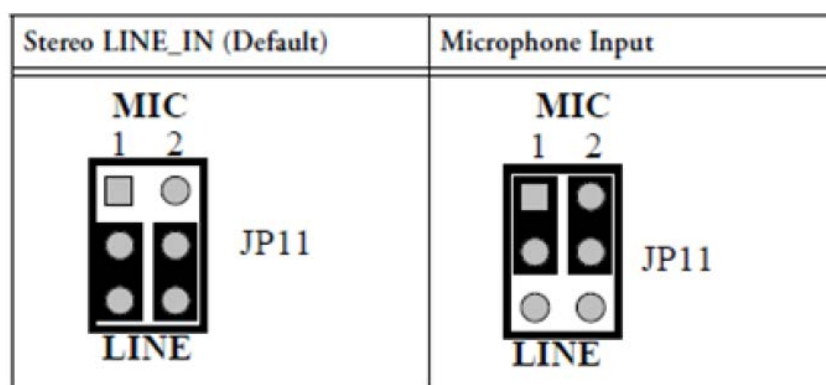 Stereo LINE_IN (Default)
Microphone Input
MIC
1 2
JP11
LINE
MIC
1 2
JP11
LINE